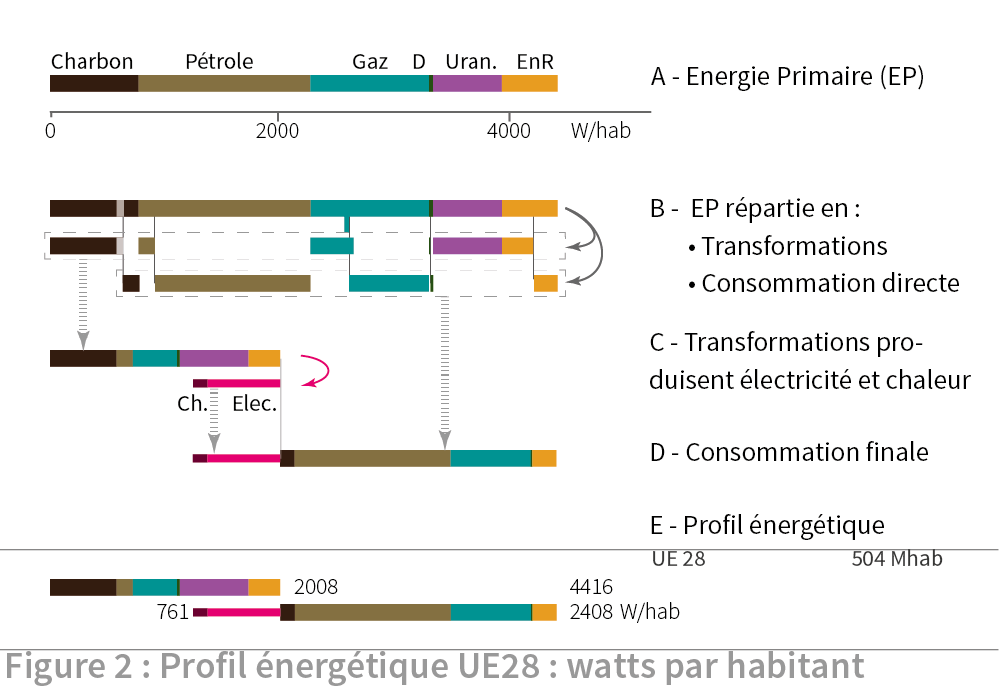 Charbon Pétrole Gaz D Uran. EnR
A - Energie Primaire (EP)
0 2000 4000 W/hab
B - EP répartie en :
• Transformations
• Consommation directe
C - Transformations pro-
duisent électricité et chaleur
Ch. Elec.
D - Consommation finale
E - Profil énergétique
UE 28 504 Mhab
2008 4416
761 2408 W/hab
Figure 2 : Profil énergétique UE28 : watts par habitant